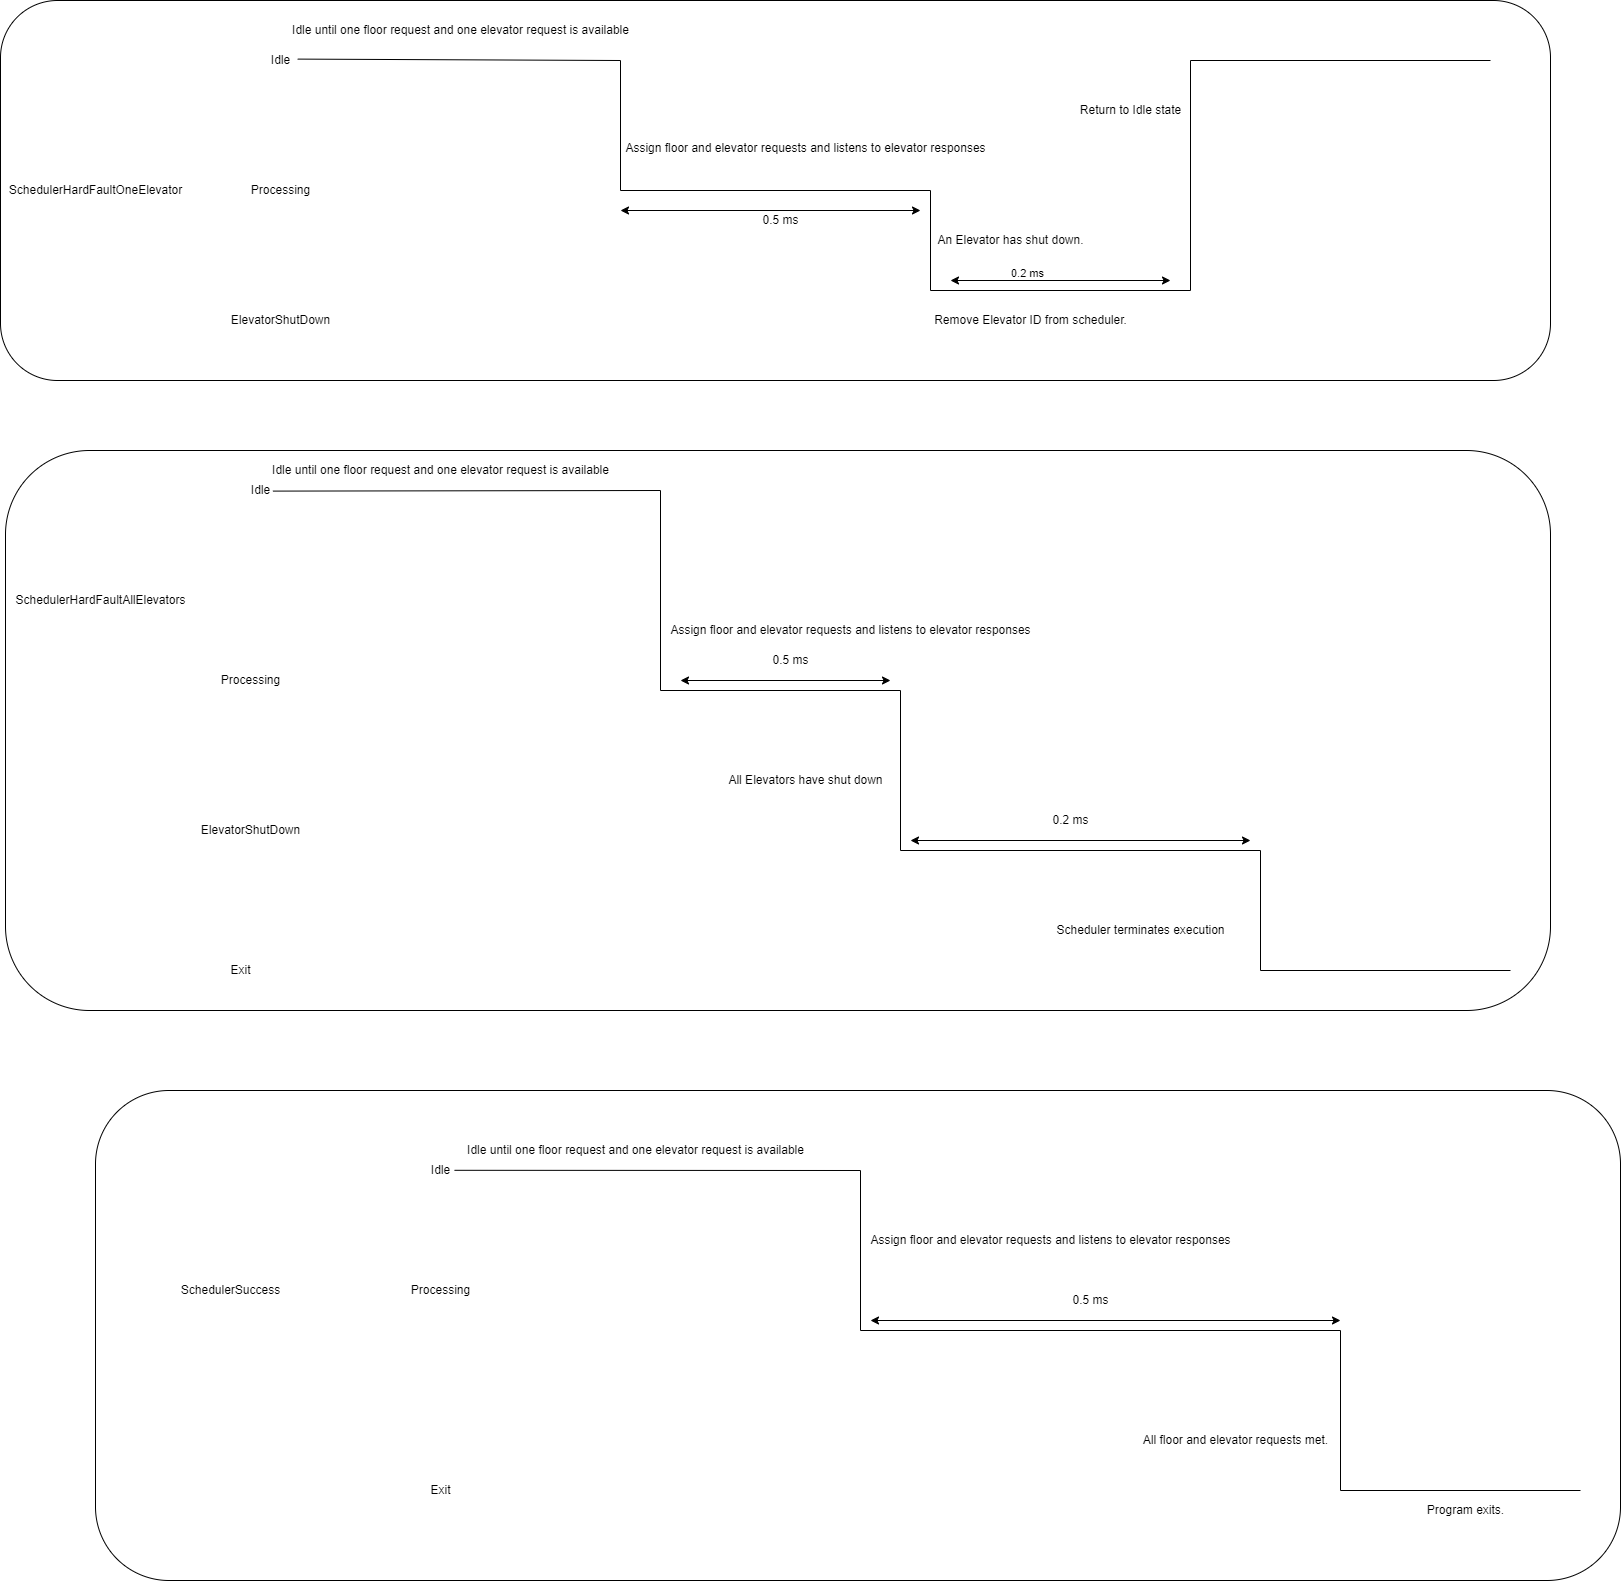 Idle until one floor request and one elevator request is available
Idle
Return to Idle state
Assign floor and elevator requests and listens to elevator responses
SchedulerHardFaultOneElevator
Processing
0.5 ms
An Elevator has shut down.
0.2 ms
ElevatorShutDown
Remove Elevator ID from scheduler.
Idle until one floor request and one elevator request is available
Idle
SchedulerHardFaultAllElevators
Assign floor and elevator requests and listens to elevator responses
0.5 ms
Processing
All Elevators have shut down
0.2 ms
ElevatorShutDown
Scheduler terminates execution
Exit
Idle until one floor request and one elevator request is available
Idle
Assign floor and elevator requests and listens to elevator responses
SchedulerSuccess
Processing
0.5 ms
All floor and elevator requests met.
Exit
Program exits.